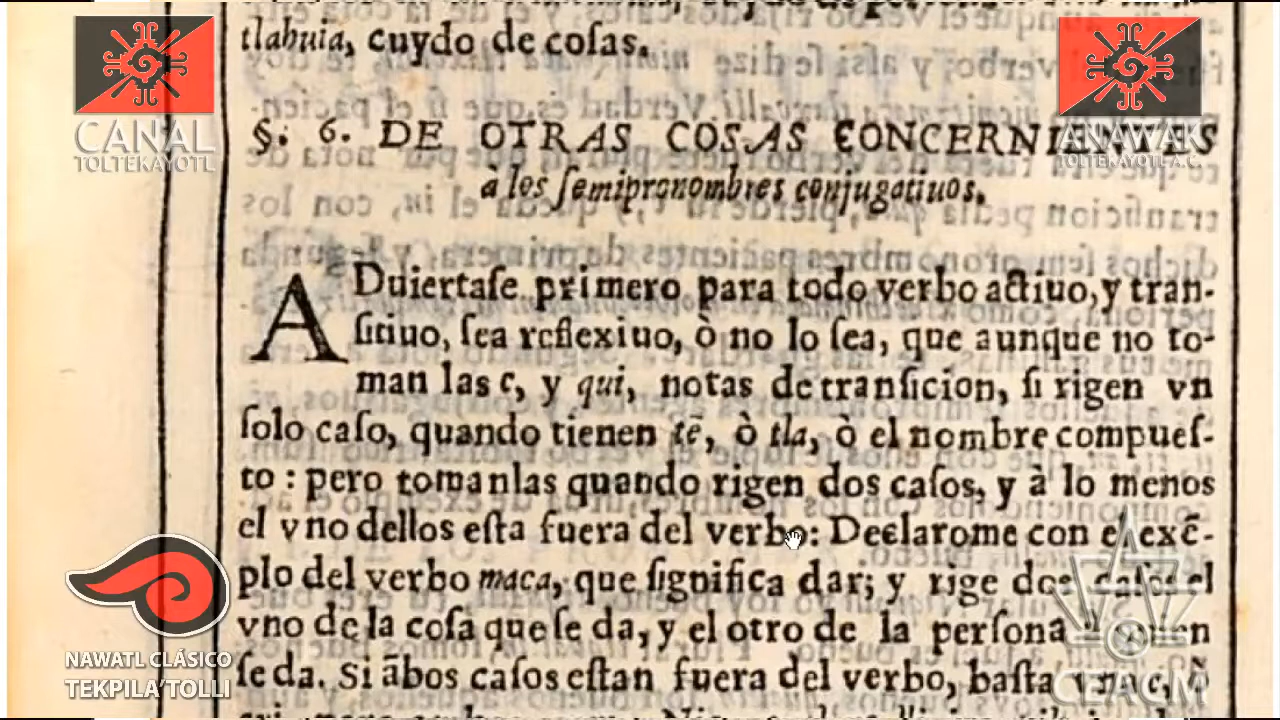 tlahuia, cuydo de cosas.
§. 6. DE OTRAS COSAS CONCERNIENTES
à los semipronombres conjugatiuos.
ADuiertase primero para todo verbo actiuo, y tran-
sitiuo, sea reflexiuo, ò no lo sea, que aunque no to-
man las c, y qui, notas de transicion, si rigen vn
solo caso, quando tienen tē, ò tla, ò el nombre compues-
to : pero tomanlas quando rigen dos casos, y à lo menos
el vno dellos esta fuera del verbo: Declarome con el exē-
plo del verbo maca, que significa dar; y rige dos casos el
vno de la cosa que se da, y el otro de la persona à quien
se da. Si ābos casos estan fuera del verbo, basta vna c, ò
CANAL
TOLTEKAYOTL
ANAWAK
TOLTEKAYOTL A.C.
NAWATL CLÁSICO
TEKPILA'TOLLI
CEACM